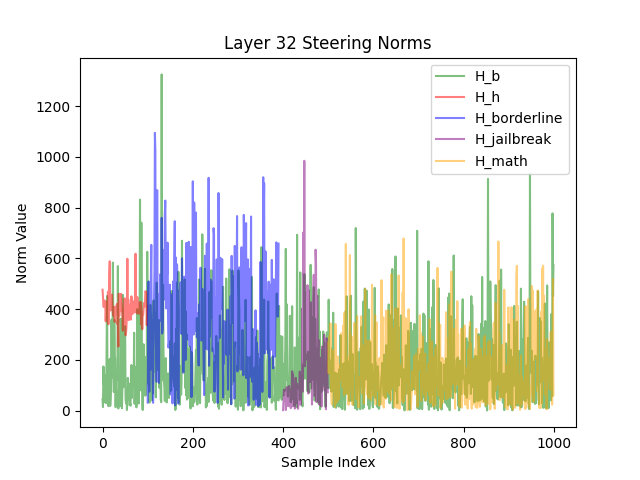 Layer 32 Steering Norms
H_b
H_h
H_borderline
H_jailbreak
H_math
Norm Value
1200
1000
800
600
400
200
0
0 200 400 600 800 1000
Sample Index